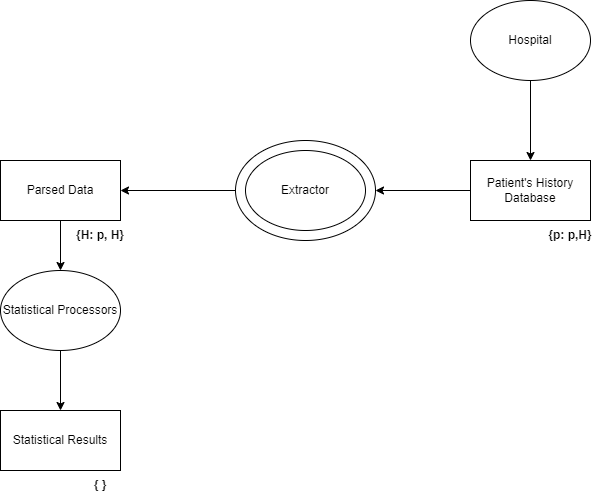 Hospital
Parsed Data
Extractor
Patient's History
Database
{H: p, H}
{p: p,H}
Statistical Processors
Statistical Results
{ }